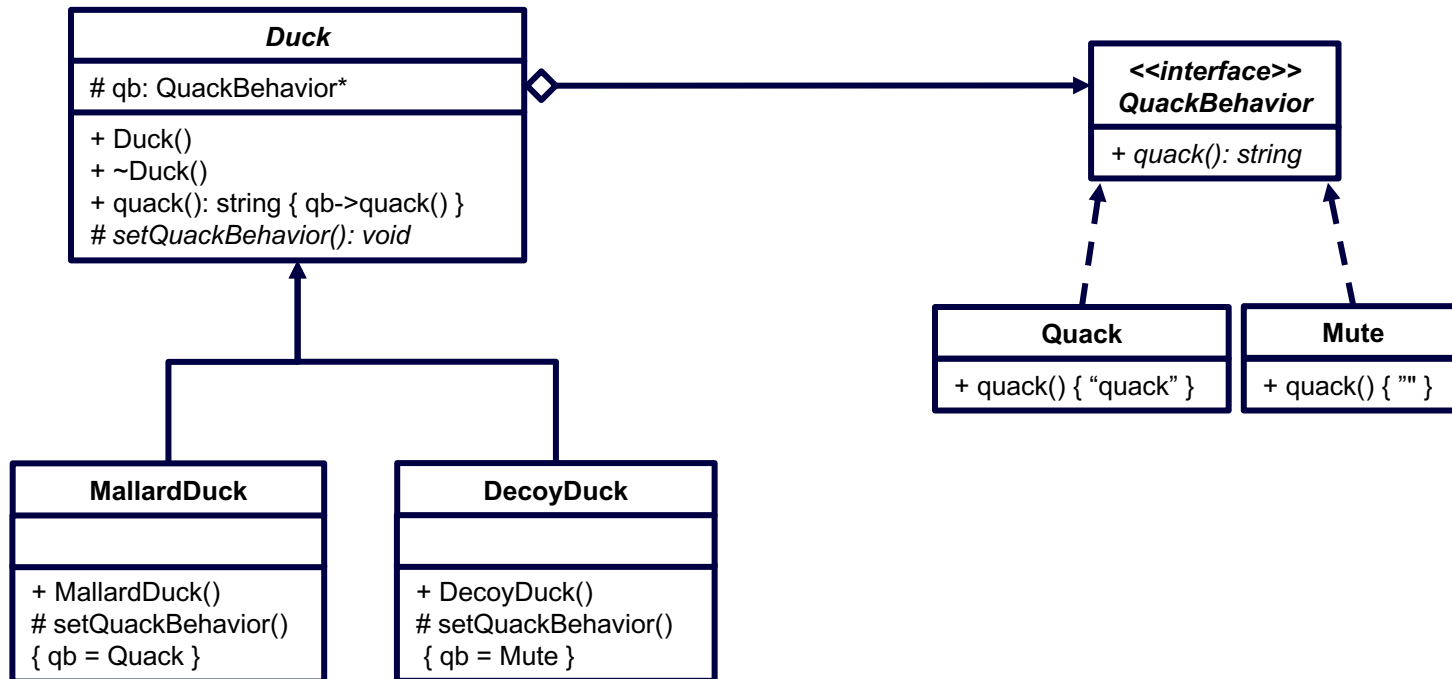 Duck
# qb: QuackBehavior*
+ Duck()
+ ~Duck()
+ quack(): string { qb->quack() }
# setQuackBehavior(): void
<<interface>>
QuackBehavior
+ quack(): string
Quack
+ quack() { “quack” }
Mute
+ quack() { ”" }
MallardDuck
+ MallardDuck()
# setQuackBehavior()
{ qb = Quack }
DecoyDuck
+ DecoyDuck()
# setQuackBehavior()
{ qb = Mute }